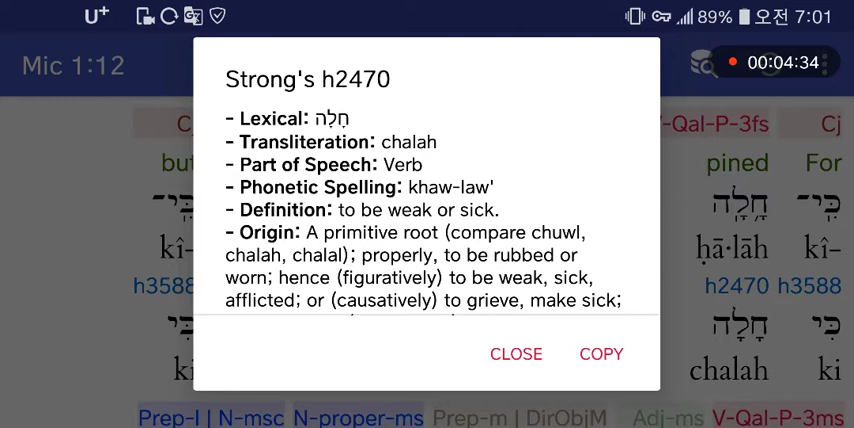 U+ 89% 오전 7:01
Mic 1:12 00:04:34
Strong's h2470
- Lexical: חָלָה
- Transliteration: chalah
- Part of Speech: Verb
- Phonetic Spelling: khaw-law'
- Definition: to be weak or sick.
- Origin: A primitive root (compare chuwl,
chalah, chalal); properly, to be rubbed or
worn; hence (figuratively) to be weak, sick,
afflicted; or (causatively) to grieve, make sick;
CLOSE COPY
V-Qal-P-3fs Cj
pined For
חָ֥לָֽה כִּֽי־
ḥā·lāh kî-
h2470 h3588
חָלָה כִּי
chalah ki
but
כִּֽי־
kî-
h3588
כִּי
ki
Prep-l | N-msc N-proper-ms Prep-m | DirObjM Adj-ms V-Qal-P-3ms